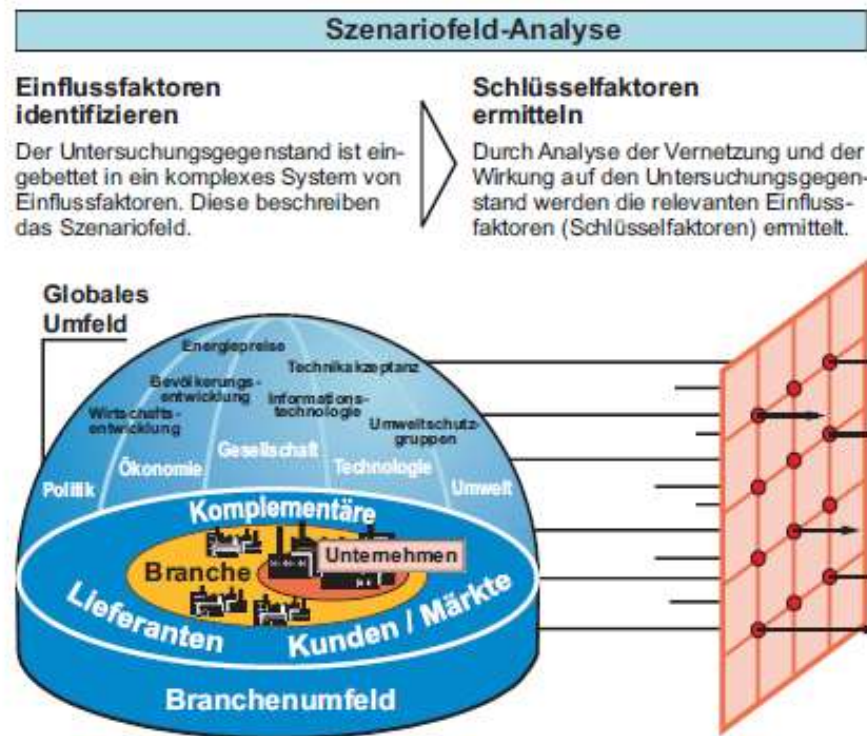 Szenariofeld-Analyse
Einflussfaktoren
identifizieren
Der Untersuchungsgegenstand ist ein-
gebettet in ein komplexes System von
Einflussfaktoren. Diese beschreiben
das Szenariofeld.
Schlüsselfaktoren
ermitteln
Durch Analyse der Vernetzung und der
Wirkung auf den Untersuchungsgegen-
stand werden die relevanten Einfluss-
faktoren (Schlüsselfaktoren) ermittelt.
Globales
Umfeld
Energiepreise
Technikakzeptanz
Bevölkerungs-
entwicklung
Informations-
technologie
Wirtschafts-
entwicklung
Umweltschutz-
gruppen
Politik
Ökonomie
Gesellschaft
Technologie
Umwelt
Komplementäre
Unternehmen
Branche
Lieferanten
Kunden / Märkte
Branchenumfeld